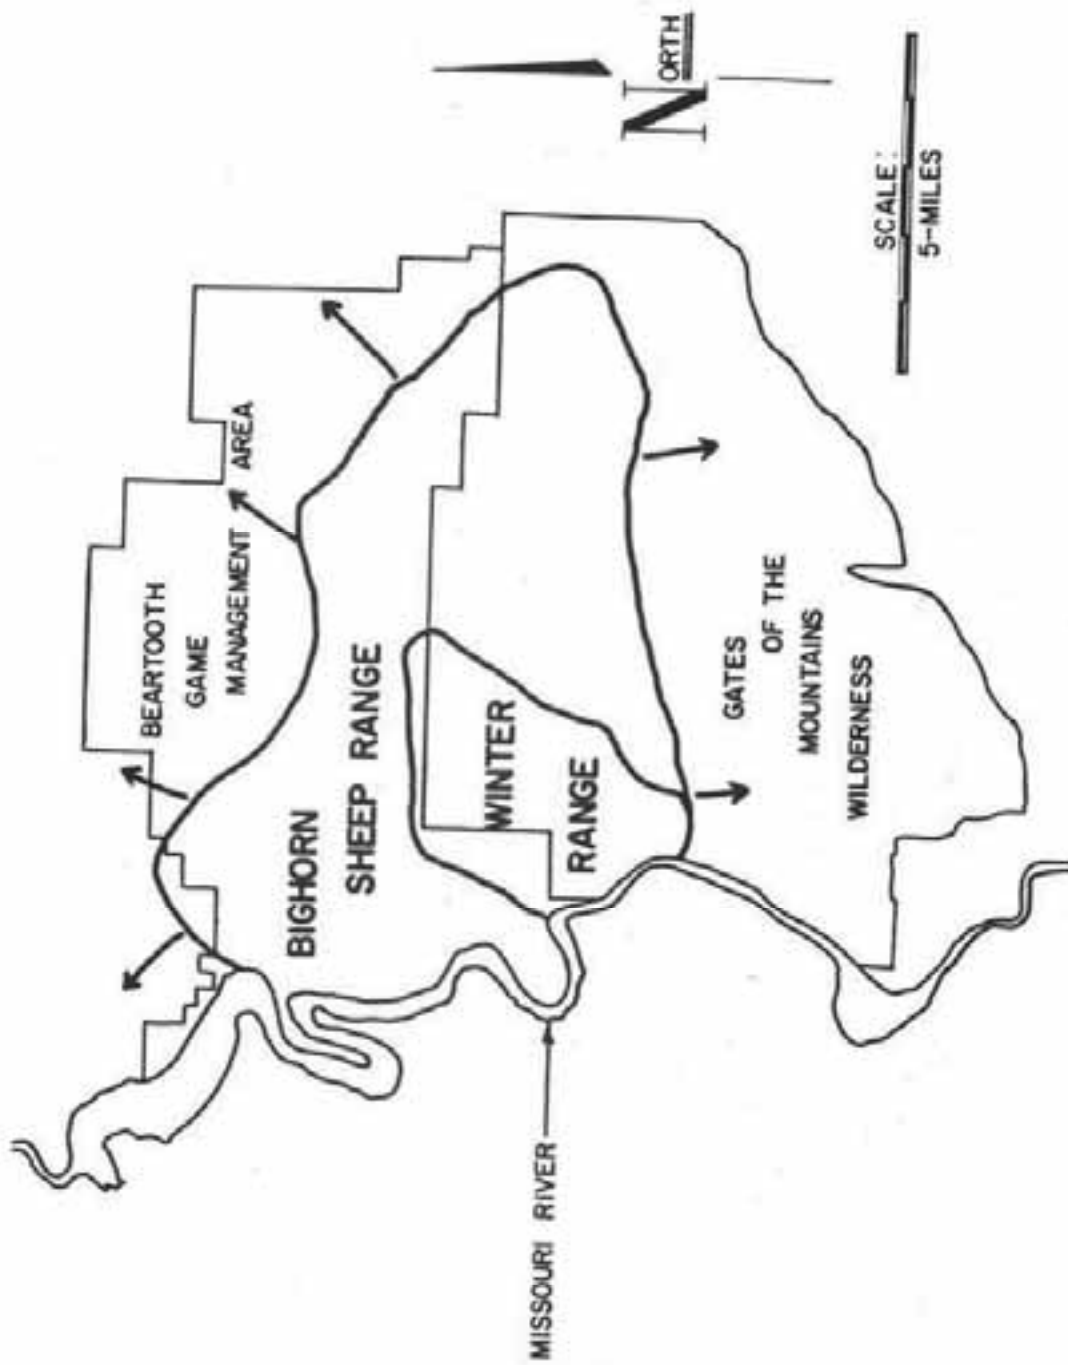 BEARTOOTH
GAME
MANAGEMENT AREA
BIGHORN
SHEEP RANGE
WINTER
RANGE
MISSOURI RIVER
GATES
OF THE
MOUNTAINS
WILDERNESS
NORTH
SCALE:
5-MILES